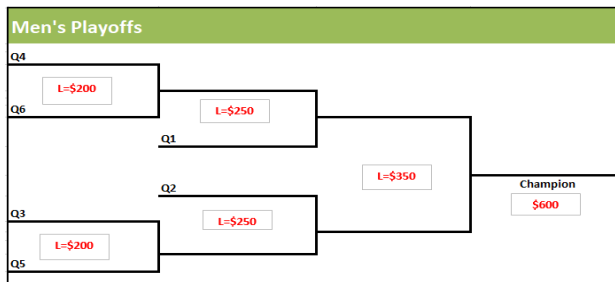 Men's Playoffs
Q4
L=$200
Q6
L=$250
Q1
L=$350
Q2
Champion
$600
Q3
L=$250
L=$200
Q5